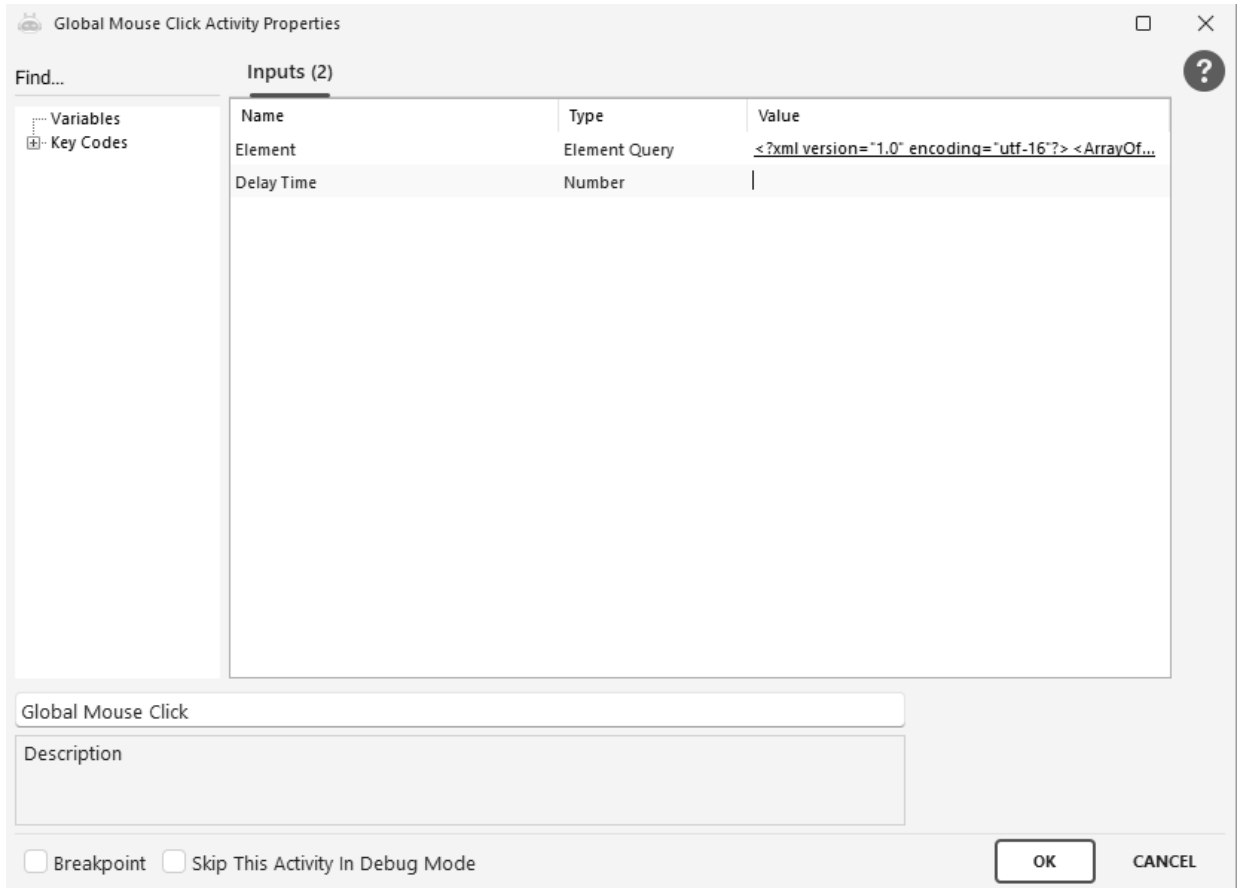 Global Mouse Click Activity Properties
Find...
Inputs (2)
?
Variables
Key Codes
Name Type Value
Element Element Query <?xml version="1.0" encoding="utf-16"?> <ArrayOf...
Delay Time Number
Global Mouse Click
Description
Breakpoint Skip This Activity In Debug Mode OK CANCEL